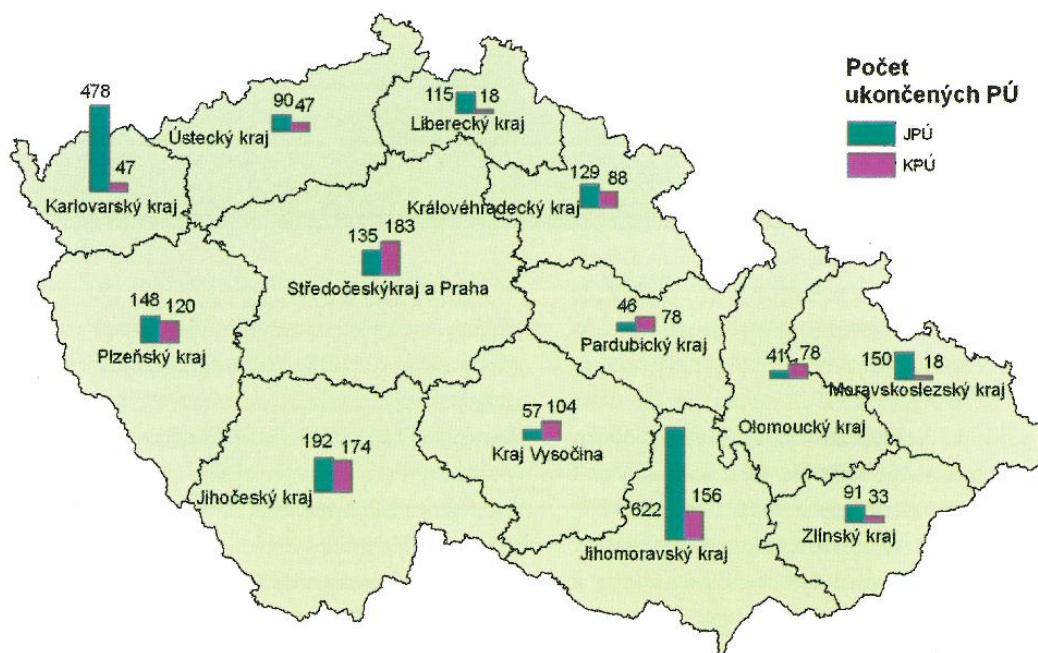 Počet
ukončených PÚ
JPÚ
KPÚ
478
47
Karlovarský kraj
90 47
Ústecký kraj
115 18
Liberecký kraj
129 88
Královéhradecký kraj
135 183
Středočeskýkraj a Praha
148 120
Plzeňský kraj
46 78
Pardubický kraj
41 78
Olomoucký kraj
150 18
Moravskoslezský kraj
57 104
Kraj Vysočina
192 174
Jihočeský kraj
622 156
Jihomoravský kraj
91 33
Zlínský kraj